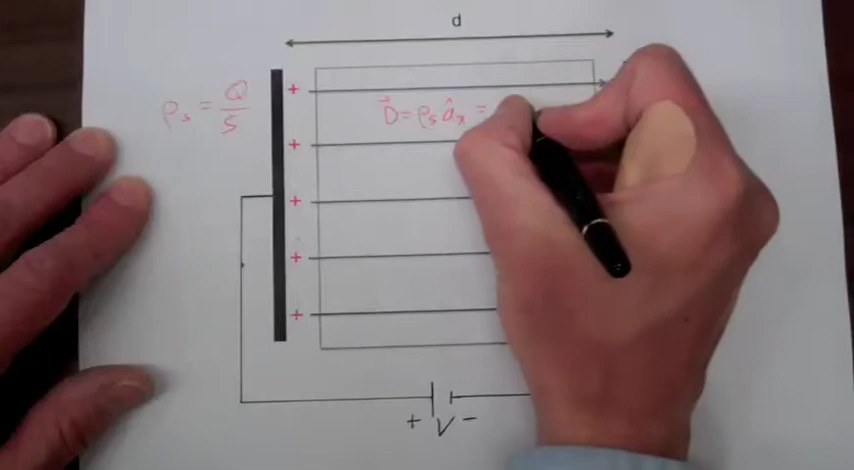 d
ρₛ = Q/S
+
D⃗ = ρₛ âₓ =
+
+
+
+
+ V −